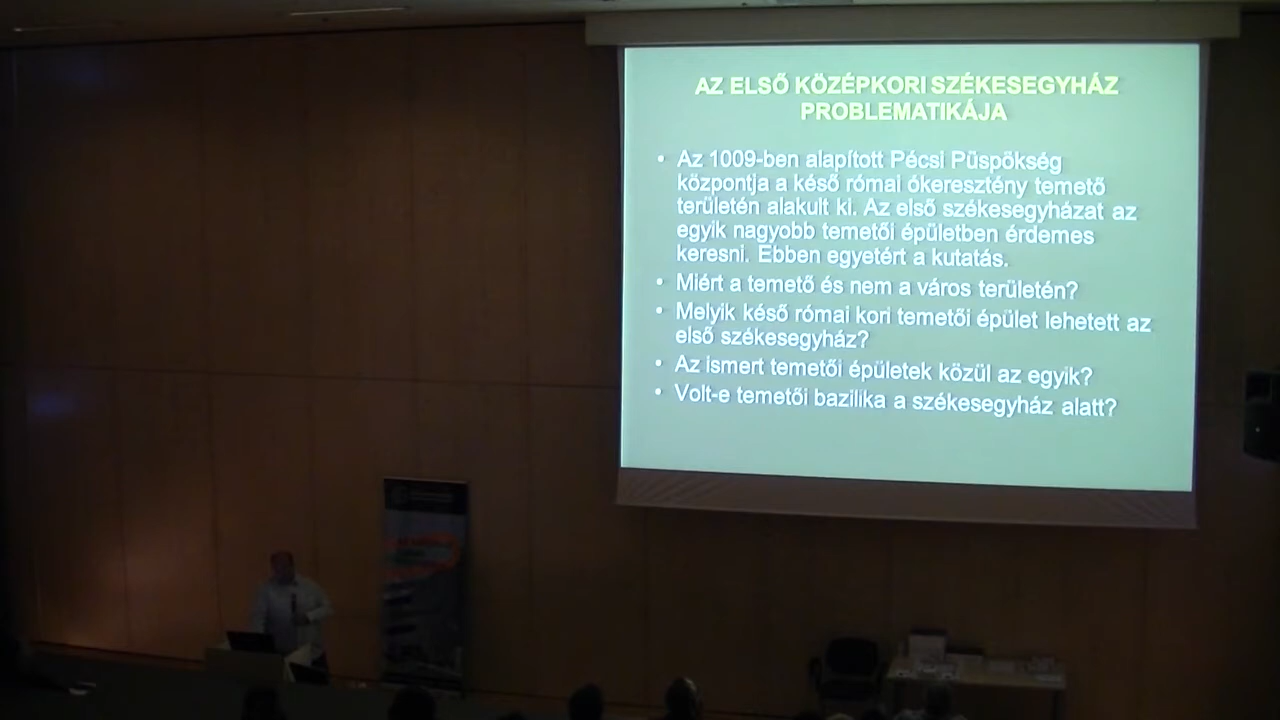 AZ ELSŐ KÖZÉPKORI SZÉKESEGYHÁZ
PROBLEMATIKÁJA
• Az 1009-ben alapított Pécsi Püspökség
központja a késő római ókeresztény temető
területén alakult ki. Az első székesegyházat az
egyik nagyobb temetői épületben érdemes
keresni. Ebben egyetért a kutatás.
• Miért a temető és nem a város területén?
• Melyik késő római kori temetői épület lehetett az
első székesegyház?
• Az ismert temetői épületek közül az egyik?
• Volt-e temetői bazilika a székesegyház alatt?